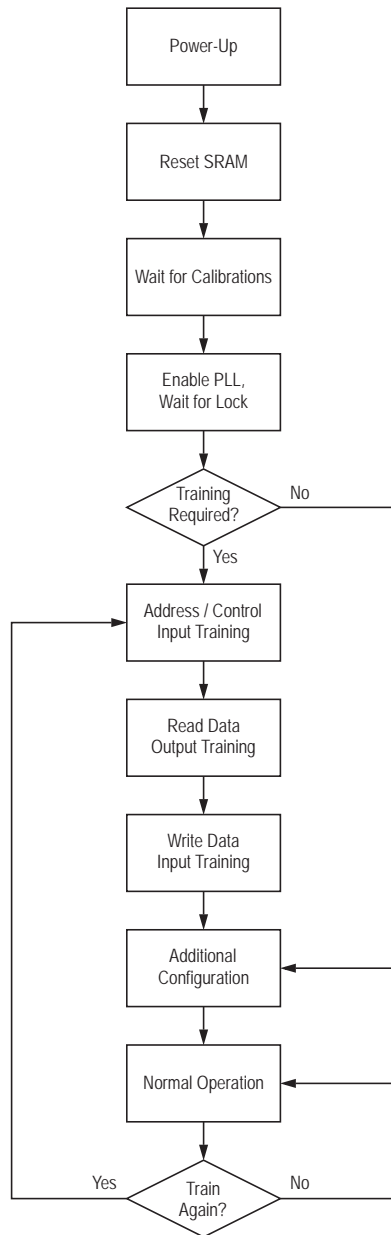 Power-Up
Reset SRAM
Wait for Calibrations
Enable PLL,
Wait for Lock
Training
Required?
No
Yes
Address / Control
Input Training
Read Data
Output Training
Write Data
Input Training
Additional
Configuration
Normal Operation
Yes
Train
Again?
No